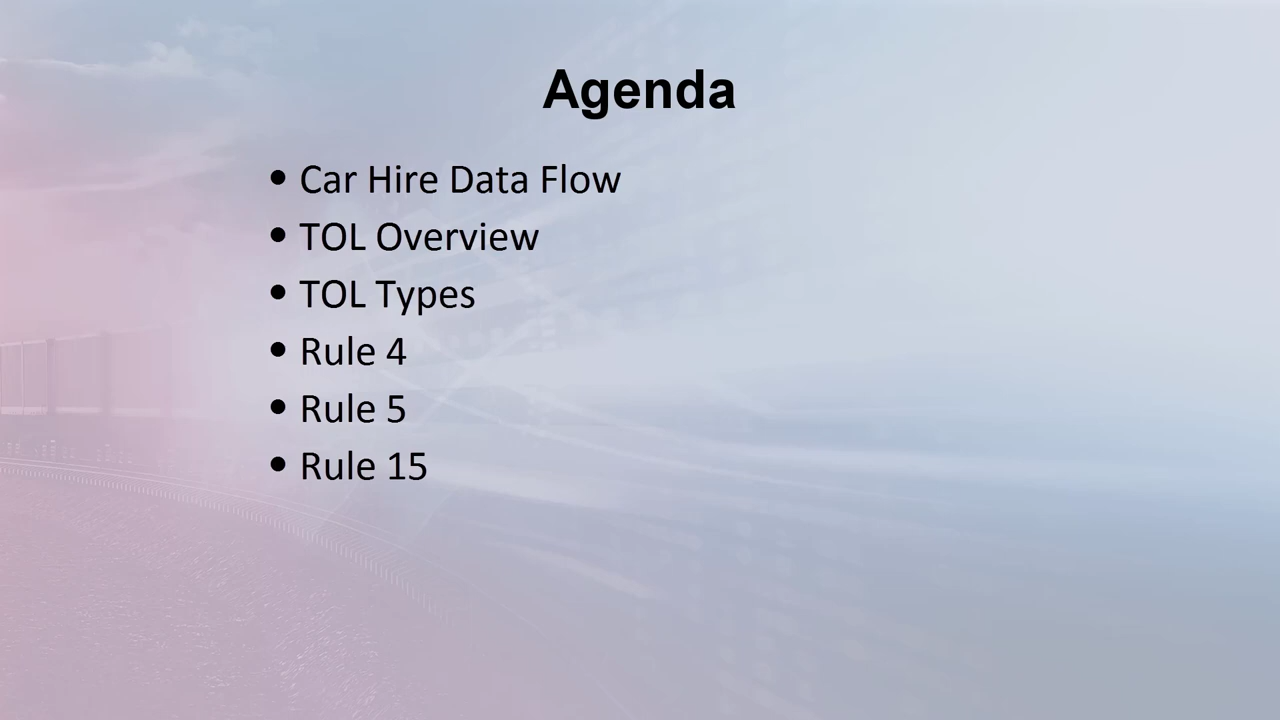 Agenda
• Car Hire Data Flow
• TOL Overview
• TOL Types
• Rule 4
• Rule 5
• Rule 15